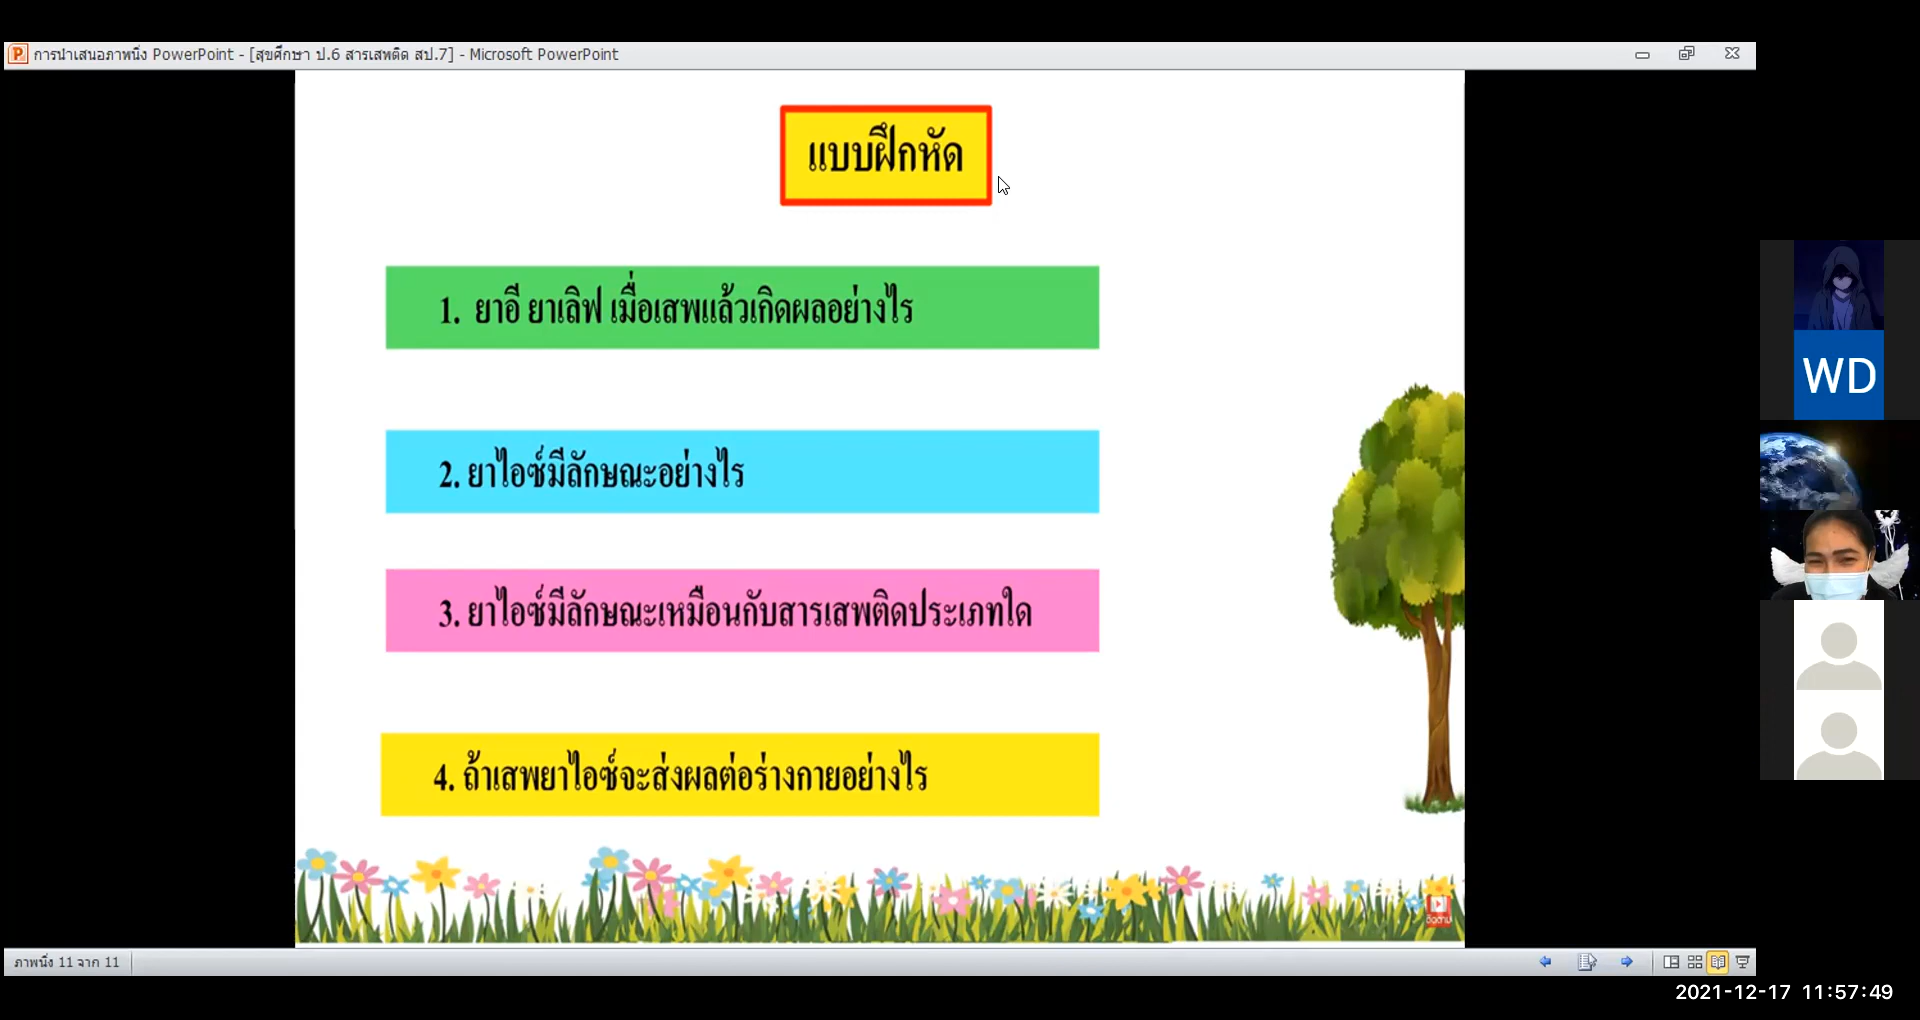 การนำเสนอภาพนิ่ง PowerPoint - [สุขศึกษา ป.6 สารเสพติด สป.7] - Microsoft PowerPoint
แบบฝึกหัด
1. ยาอี ยาเลิฟ เมื่อเสพแล้วเกิดผลอย่างไร
2. ยาไอซ์มีลักษณะอย่างไร
3. ยาไอซ์มีลักษณะเหมือนกับสารเสพติดประเภทใด
4. ถ้าเสพยาไอซ์จะส่งผลต่อร่างกายอย่างไร
WD
ภาพนิ่ง 11 จาก 11
2021-12-17 11:57:49